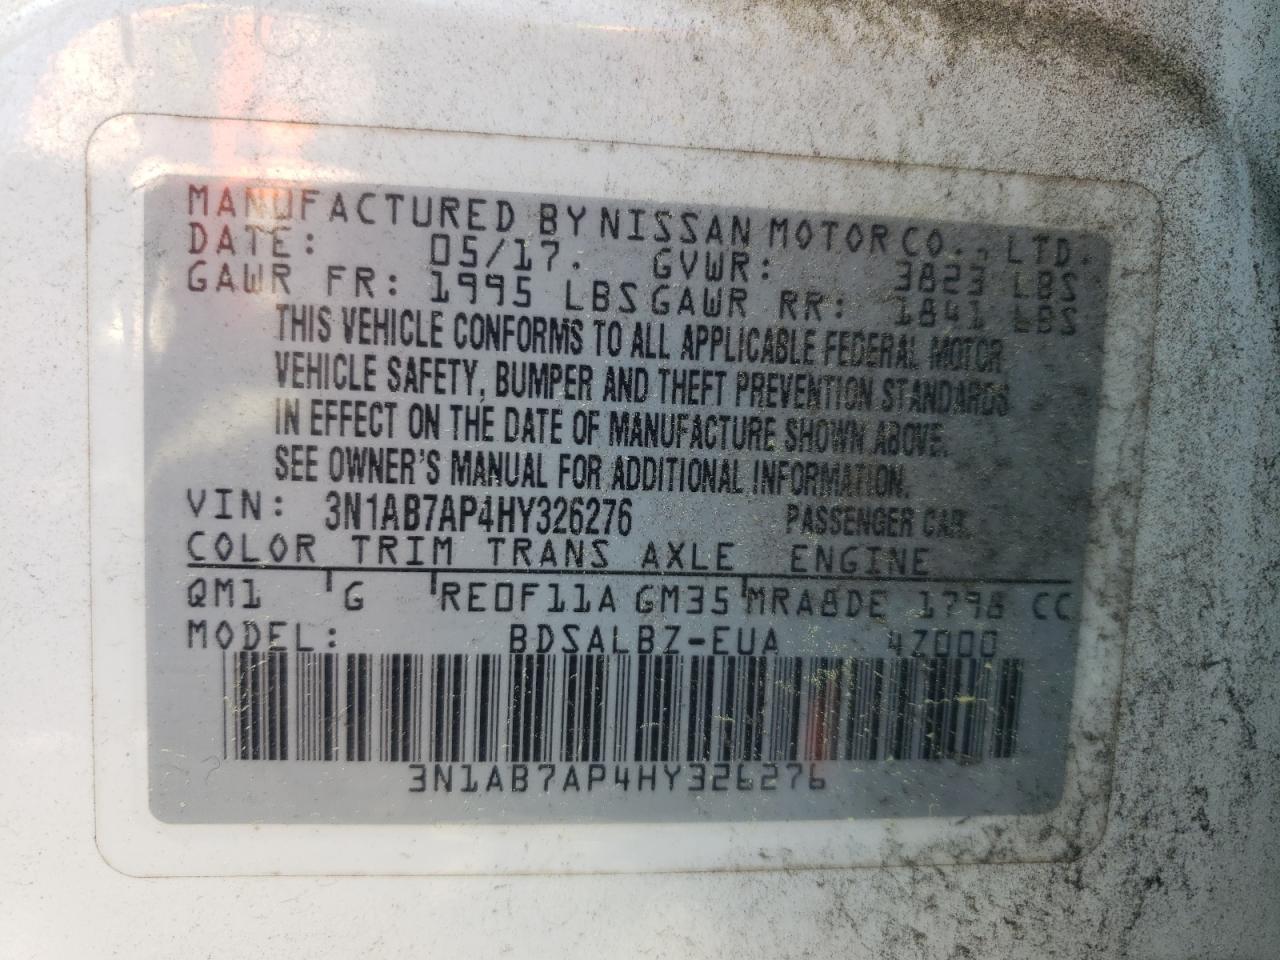 MANUFACTURED BY NISSAN MOTOR CO., LTD.
DATE: 05/17. GVWR: 3823 LBS
GAWR FR: 1995 LBS GAWR RR: 1841 LBS
THIS VEHICLE CONFORMS TO ALL APPLICABLE FEDERAL MOTOR
VEHICLE SAFETY, BUMPER AND THEFT PREVENTION STANDARDS
IN EFFECT ON THE DATE OF MANUFACTURE SHOWN ABOVE.
SEE OWNER'S MANUAL FOR ADDITIONAL INFORMATION.
VIN: 3N1AB7AP4HY326276 PASSENGER CAR.
COLOR TRIM TRANS AXLE ENGINE
QM1 G RE0F11A GM35 MRA8DE 1798 CC
MODEL: BDSALBZ-EUA 4Z000
3N1AB7AP4HY326276